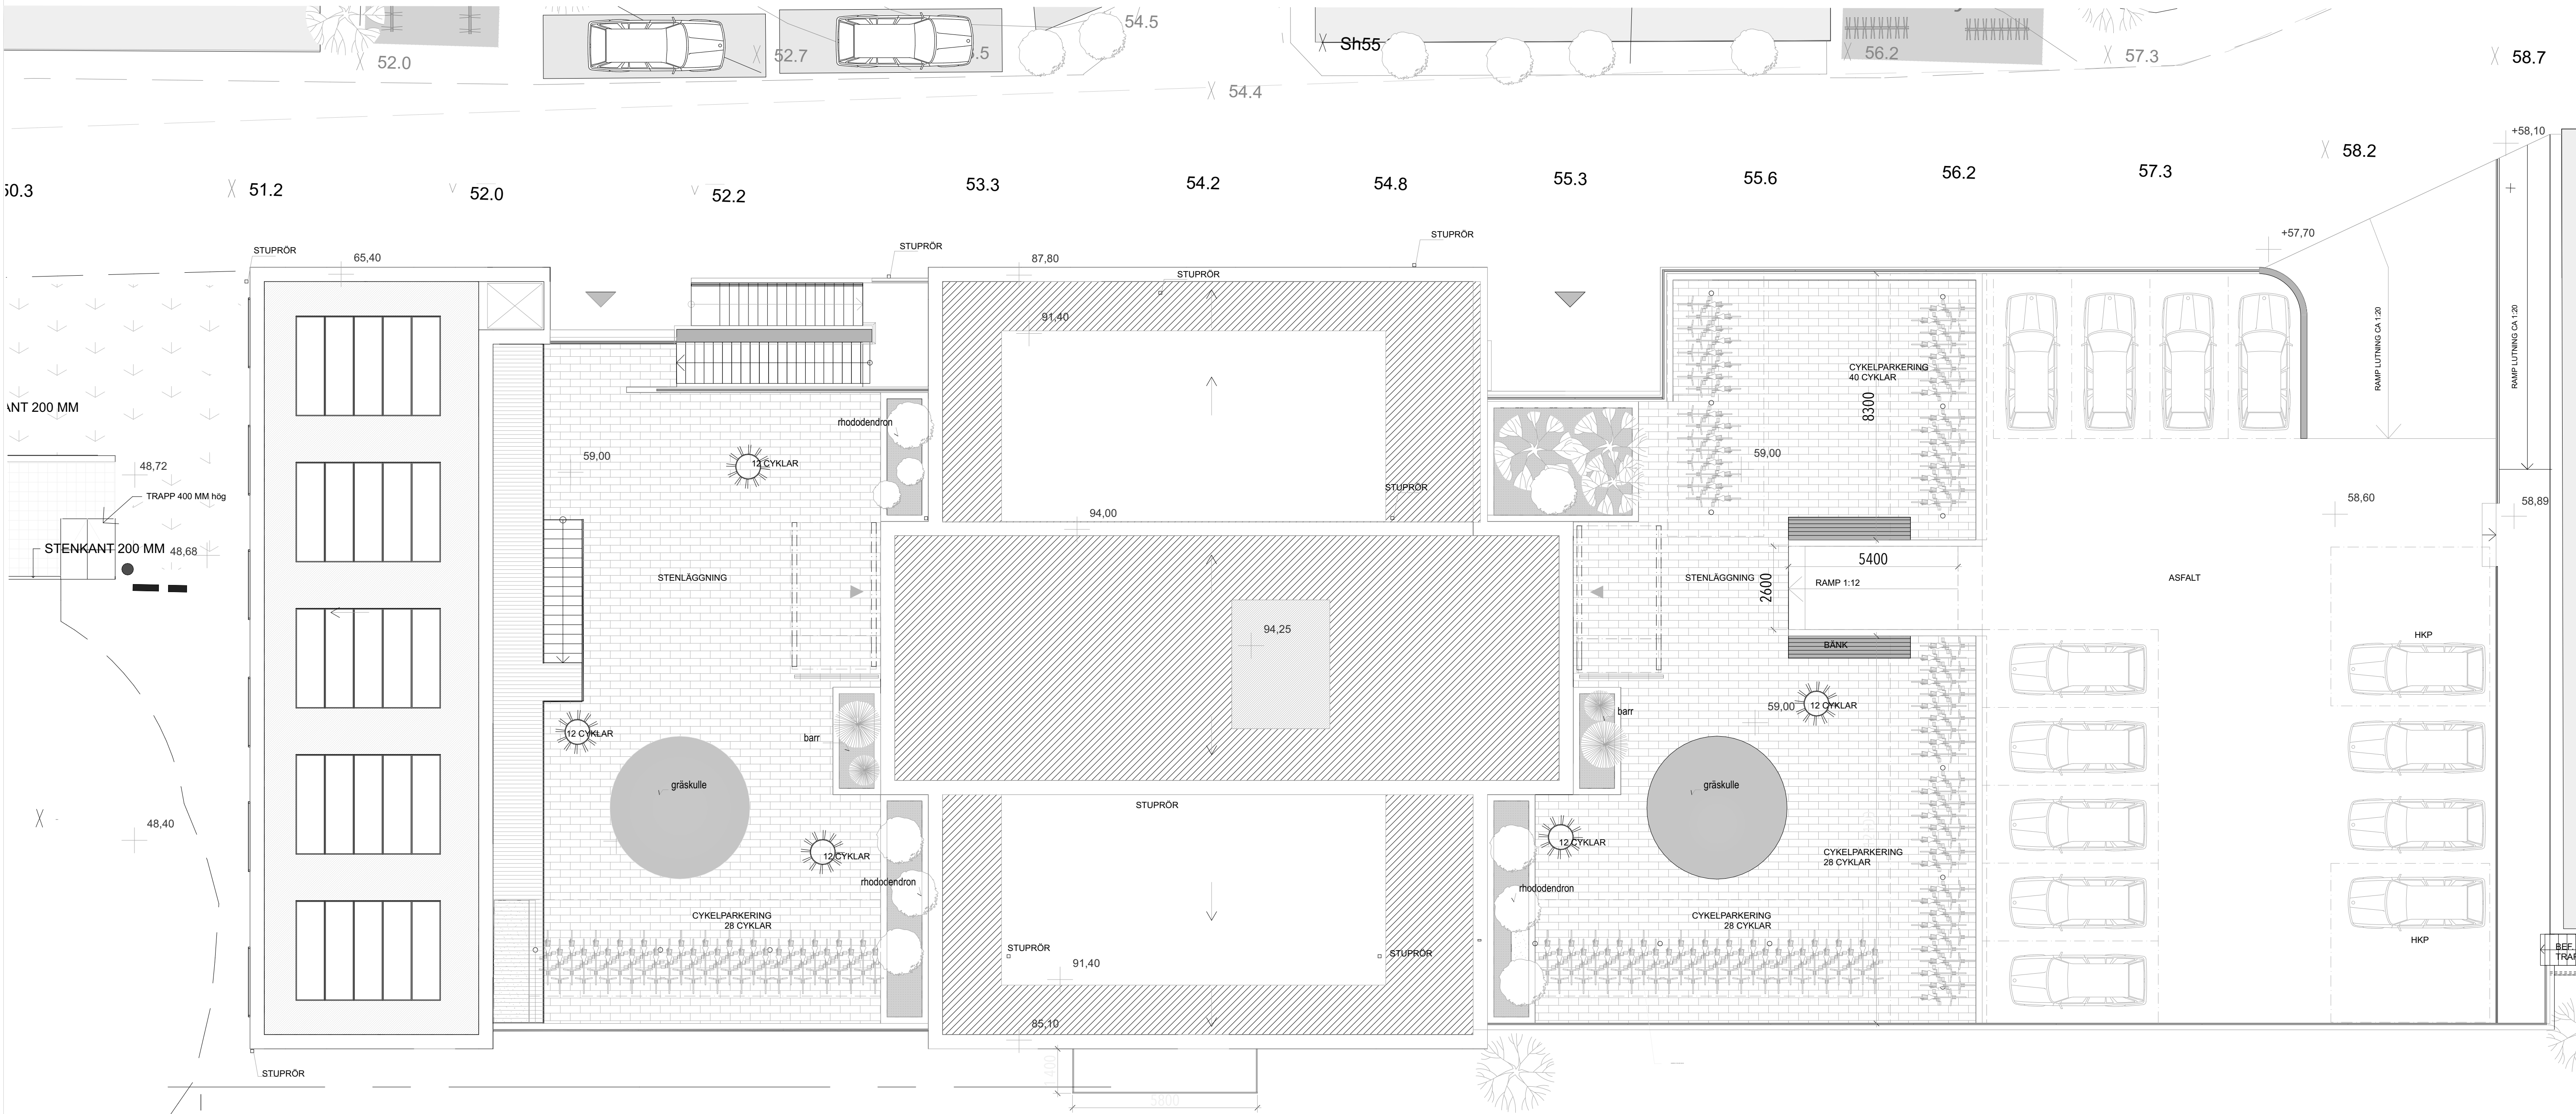 54.5
52.0
52.7
.5
Sh55
56.2
57.3
58.7
54.4
+58,10
58.2
50.3
51.2
52.0
52.2
53.3
54.2
54.8
55.3
55.6
56.2
57.3
STUPRÖR
STUPRÖR
STUPRÖR
+57,70
65,40
87,80
STUPRÖR
91,40
RAMP LUTNING CA 1:20
RAMP LUTNING CA 1:20
CYKELPARKERING
40 CYKLAR
8300
ANT 200 MM
rhododendron
59,00
12 CYKLAR
59,00
48,72
TRAPP 400 MM hög
STUPRÖR
58,60
58,89
94,00
STENKANT 200 MM
48,68
STENLÄGGNING
STENLÄGGNING
5400
2600
RAMP 1:12
ASFALT
94,25
BÄNK
HKP
12 CYKLAR
barr
barr
59,00
12 CYKLAR
gräskulle
gräskulle
STUPRÖR
48,40
12 CYKLAR
12 CYKLAR
CYKELPARKERING
28 CYKLAR
rhododendron
rhododendron
CYKELPARKERING
28 CYKLAR
CYKELPARKERING
28 CYKLAR
STUPRÖR
STUPRÖR
HKP
BEF.
TRAP
91,40
85,10
STUPRÖR
1400
5800